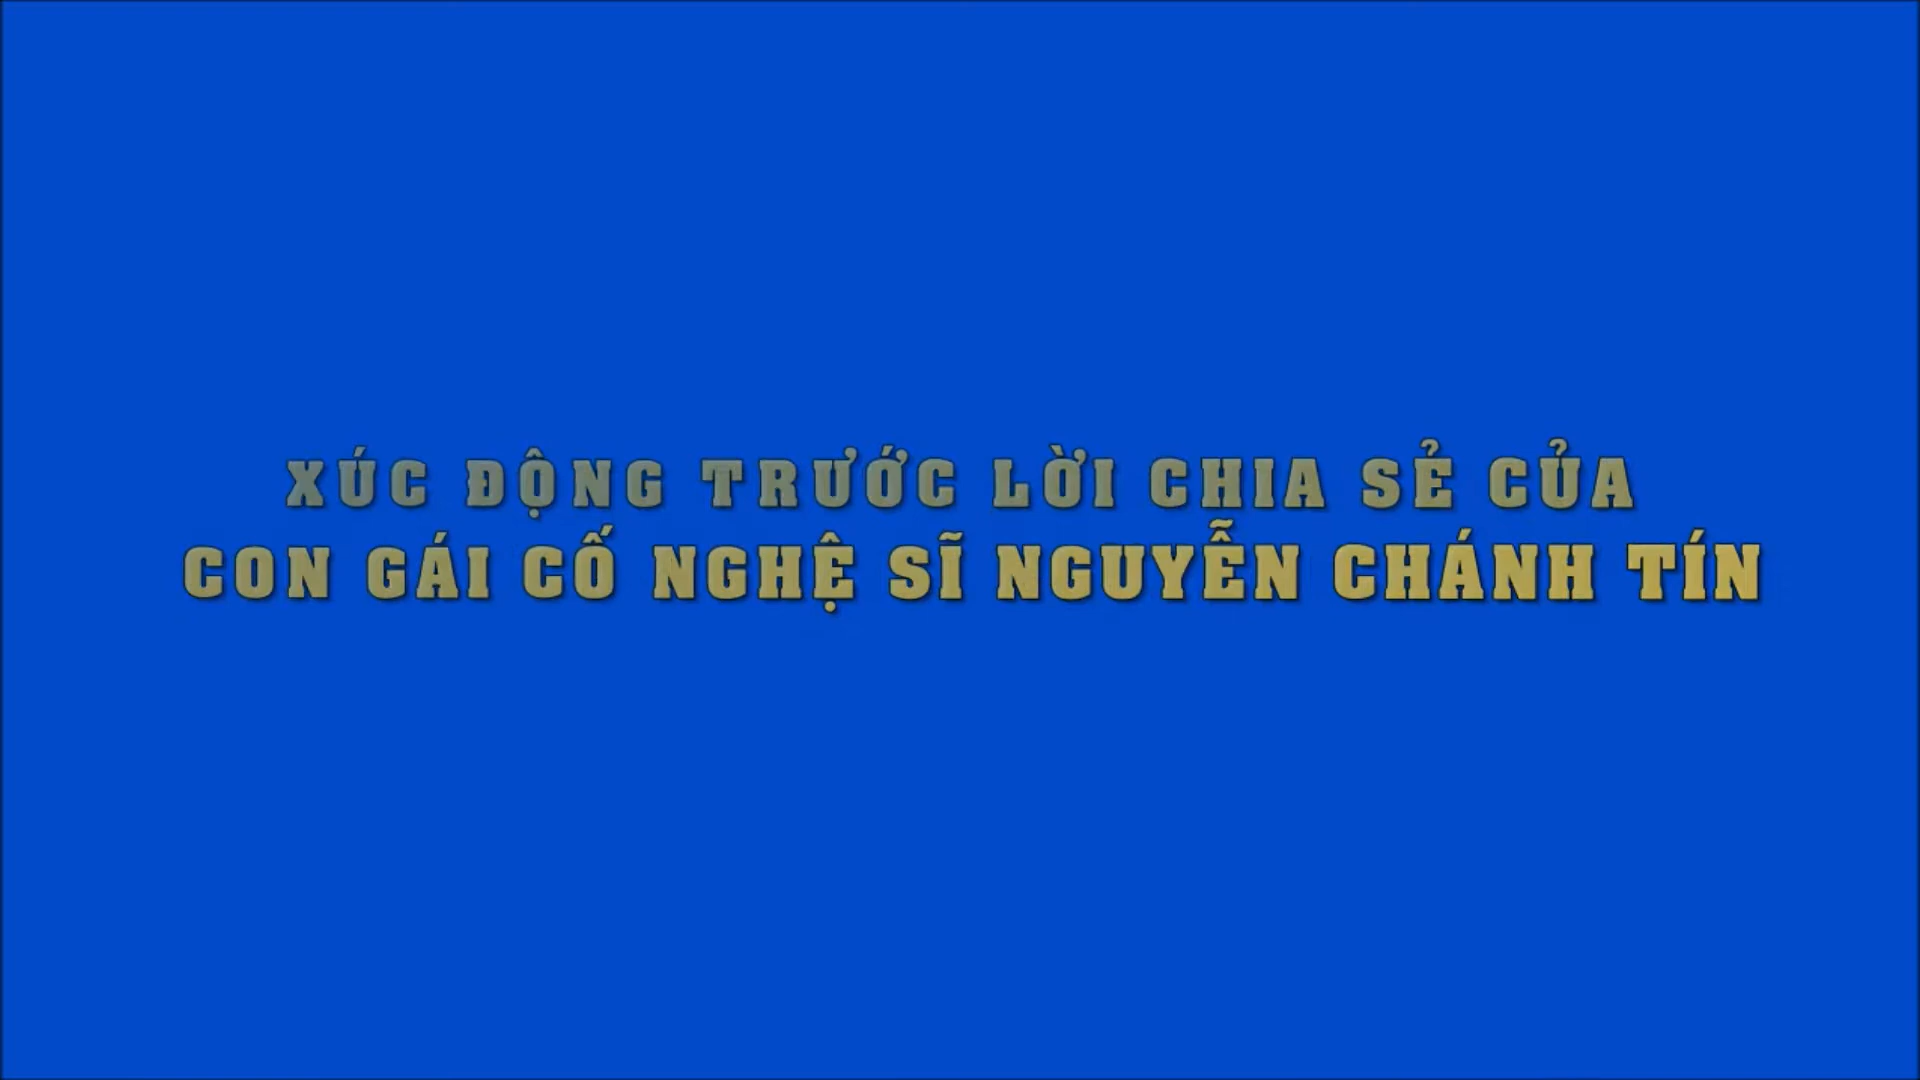 XÚC ĐỘNG TRƯỚC LỜI CHIA SẺ CỦA
CON GÁI CỐ NGHỆ SĨ NGUYỄN CHÁNH TÍN